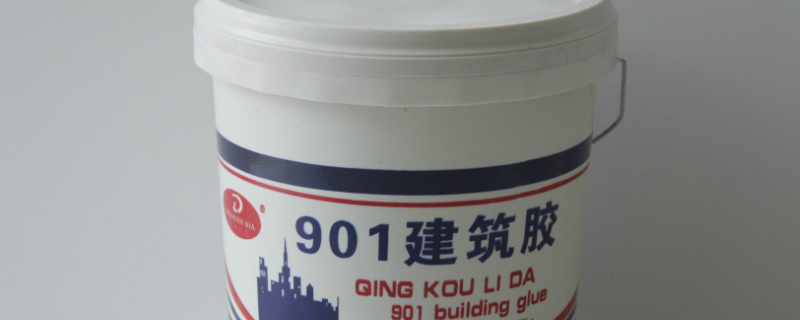 901建筑胶
QING KOU LI DA
901 building glue